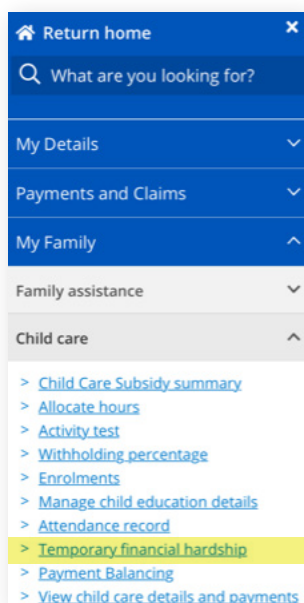 Return home
What are you looking for?
My Details
Payments and Claims
My Family
Family assistance
Child care
> Child Care Subsidy summary
> Allocate hours
> Activity test
> Withholding percentage
> Enrolments
> Manage child education details
> Attendance record
> Temporary financial hardship
> Payment Balancing
> View child care details and payments